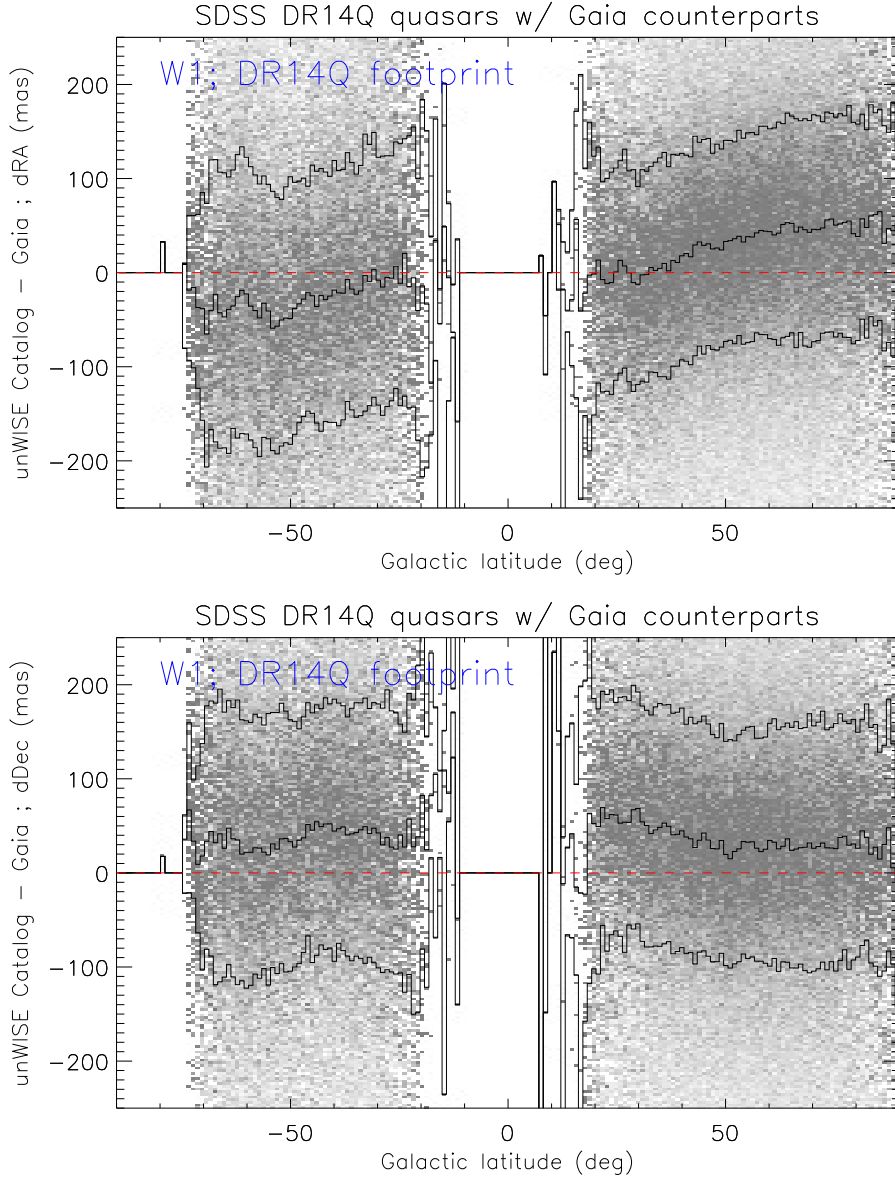 SDSS DR14Q quasars w/ Gaia counterparts
W1; DR14Q footprint
unWISE Catalog − Gaia ; dRA (mas)
200
100
0
−100
−200
−50 0 50
Galactic latitude (deg)
SDSS DR14Q quasars w/ Gaia counterparts
W1; DR14Q footprint
unWISE Catalog − Gaia ; dDec (mas)
200
100
0
−100
−200
−50 0 50
Galactic latitude (deg)